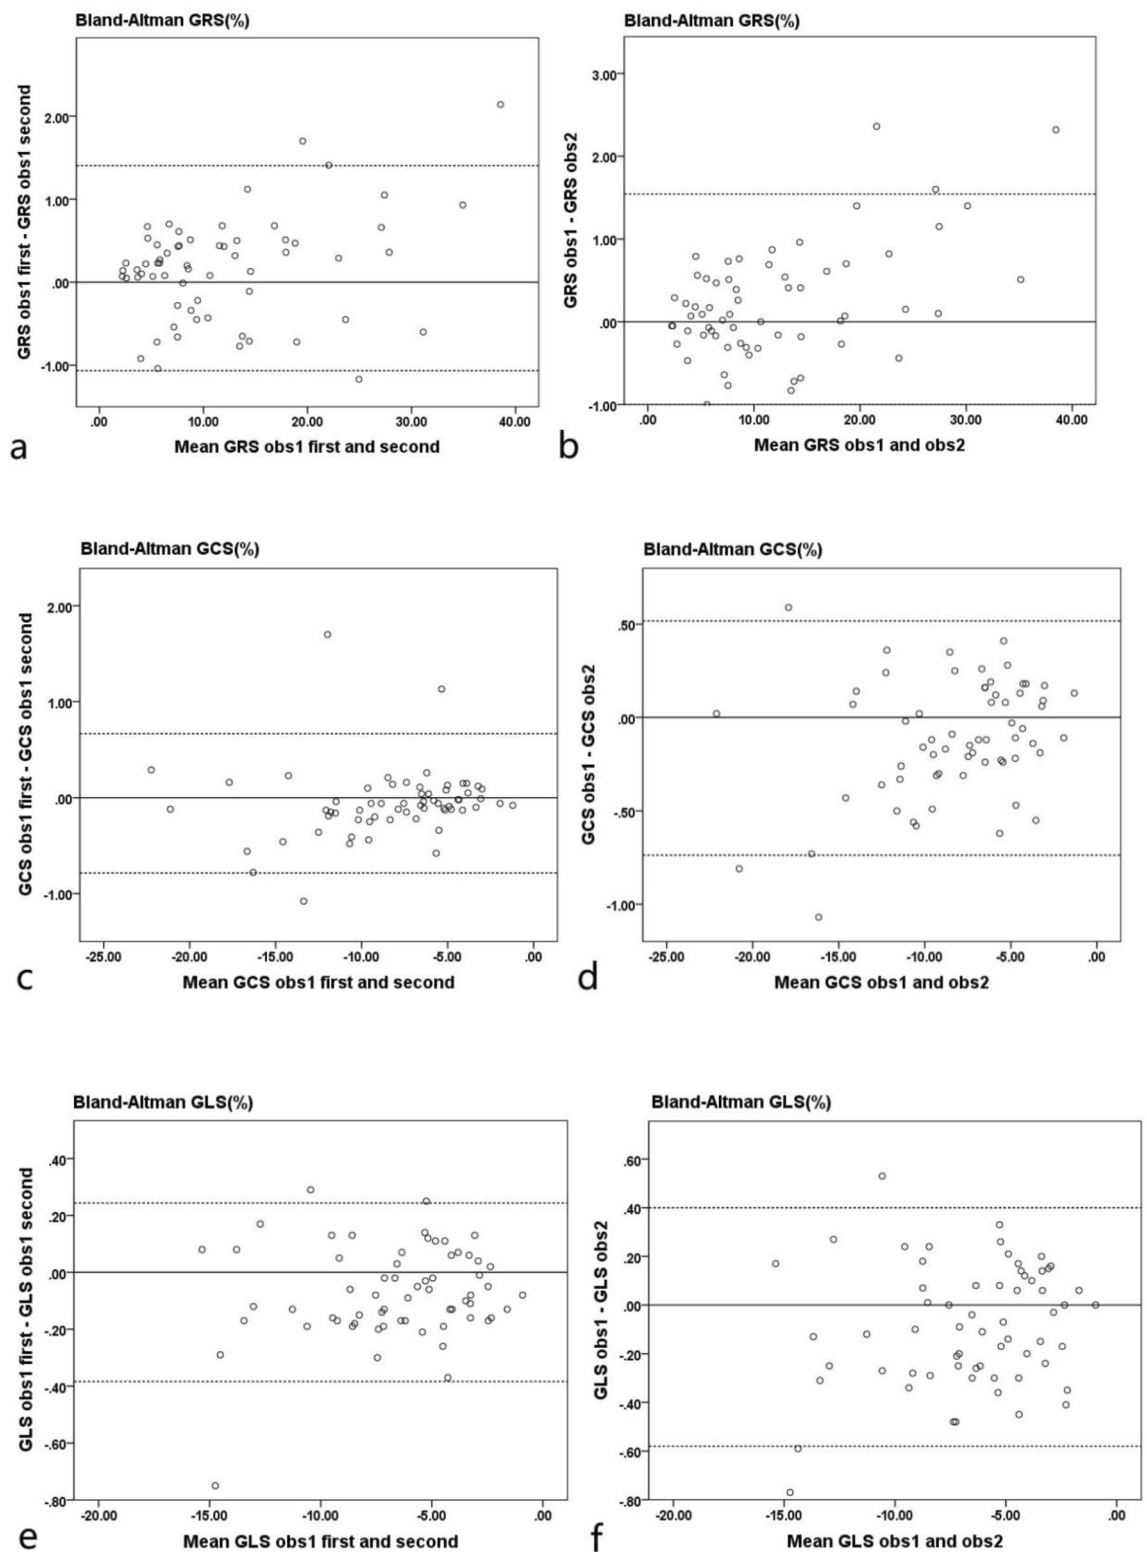 Bland-Altman GRS(%)
GRS obs1 first - GRS obs1 second
2.00
1.00
.00
-1.00
.00 10.00 20.00 30.00 40.00
Mean GRS obs1 first and second
a
Bland-Altman GRS(%)
GRS obs1 - GRS obs2
3.00
2.00
1.00
.00
-1.00
.00 10.00 20.00 30.00 40.00
Mean GRS obs1 and obs2
b
Bland-Altman GCS(%)
GCS obs1 first - GCS obs1 second
2.00
1.00
.00
-1.00
-25.00 -20.00 -15.00 -10.00 -5.00 .00
Mean GCS obs1 first and second
c
Bland-Altman GCS(%)
GCS obs1 - GCS obs2
.50
.00
-.50
-1.00
-25.00 -20.00 -15.00 -10.00 -5.00 .00
Mean GCS obs1 and obs2
d
Bland-Altman GLS(%)
GLS obs1 first - GLS obs1 second
.40
.20
.00
-.20
-.40
-.60
-.80
-20.00 -15.00 -10.00 -5.00 .00
Mean GLS obs1 first and second
e
Bland-Altman GLS(%)
GLS obs1 - GLS obs2
.60
.40
.20
.00
-.20
-.40
-.60
-.80
-20.00 -15.00 -10.00 -5.00 .00
Mean GLS obs1 and obs2
f